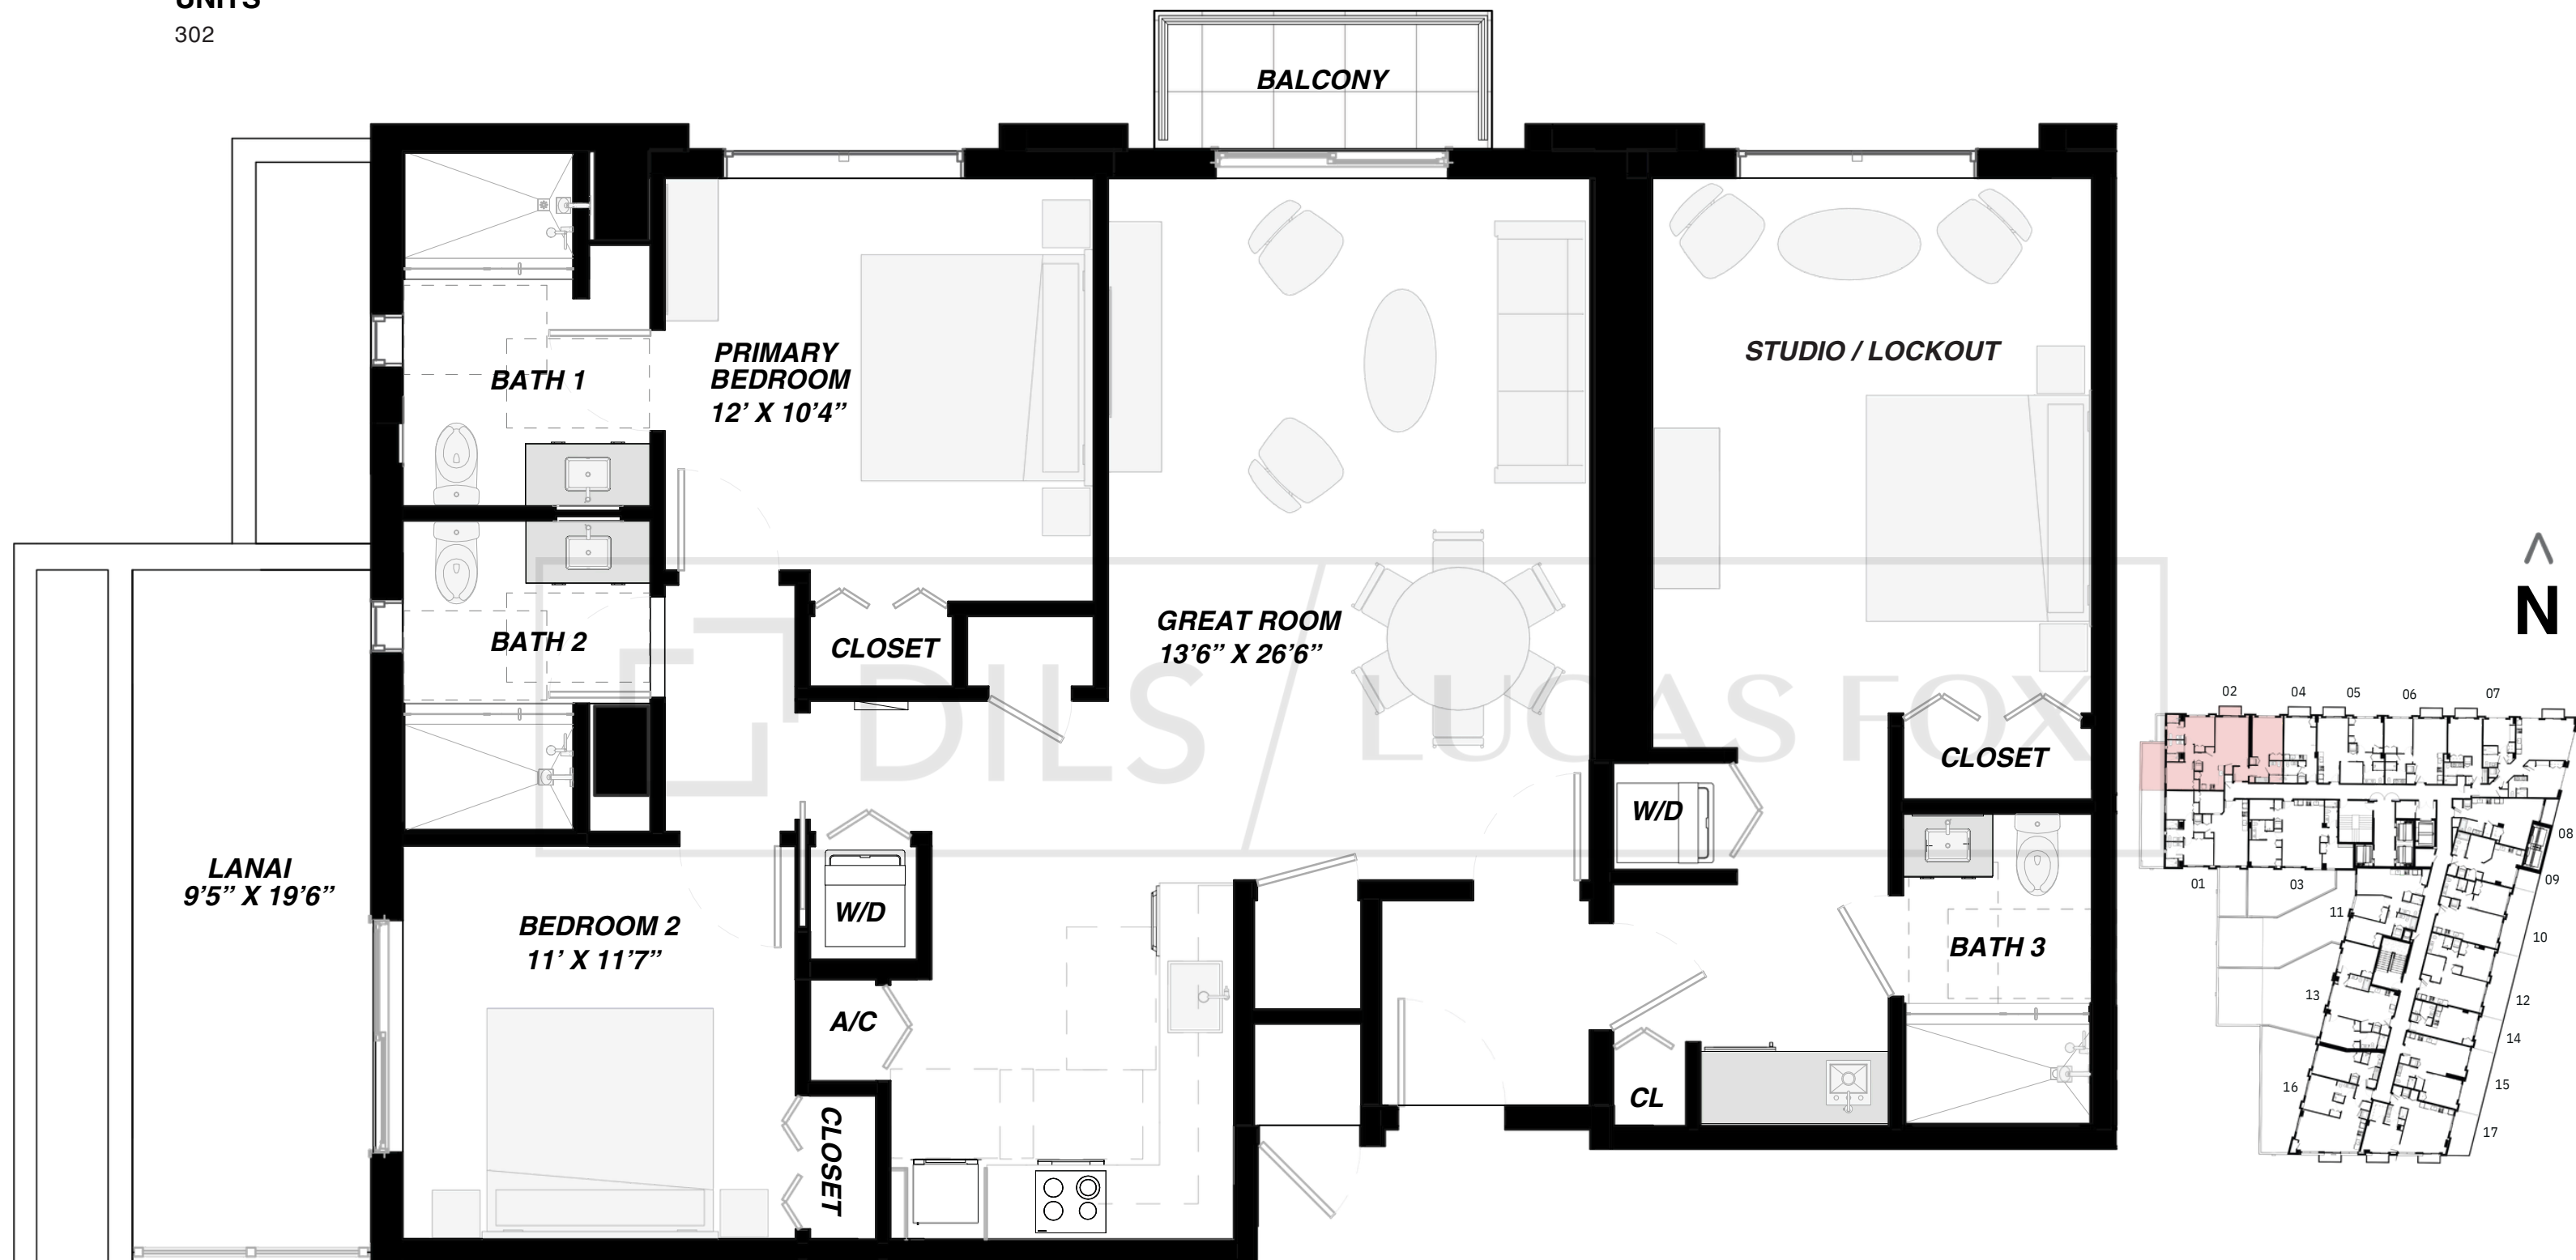 UNITS
302
BALCONY
PRIMARY
BEDROOM
12’ X 10’4”
BATH 1
STUDIO / LOCKOUT
BATH 2
CLOSET
GREAT ROOM
13’6” X 26’6”
DILS
LUCAS FOX
CLOSET
W/D
LANAI
9’5” X 19’6”
BEDROOM 2
11’ X 11’7”
W/D
A/C
CLOSET
BATH 3
CL
N
02
04
05
06
07
08
01
03
09
11
10
13
12
14
16
15
17